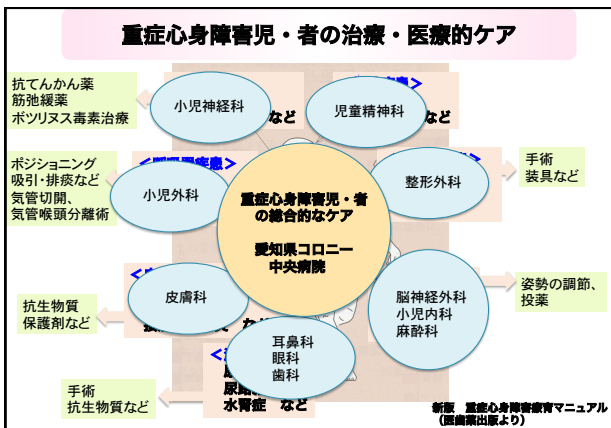 重症心身障害児・者の治療・医療的ケア
抗てんかん薬
筋弛緩薬
ボツリヌス毒素治療
小児神経科
など
児童精神科
など
ポジショニング
吸引・排痰など
気管切開、
気管喉頭分離術
小児外科
重症心身障害児・者
の総合的なケア
愛知県コロニー
中央病院
整形外科
手術
装具など
抗生物質
保護剤など
皮膚科
脳神経外科
小児内科
麻酔科
姿勢の調節、
投薬
耳鼻科
眼科
歯科
手術
抗生物質など
水腎症 など
新版 重症心身障害療育マニュアル
（医歯薬出版より）